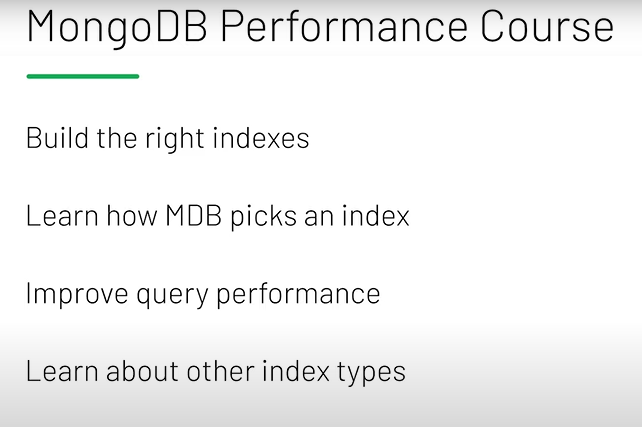 MongoDB Performance Course
Build the right indexes
Learn how MDB picks an index
Improve query performance
Learn about other index types